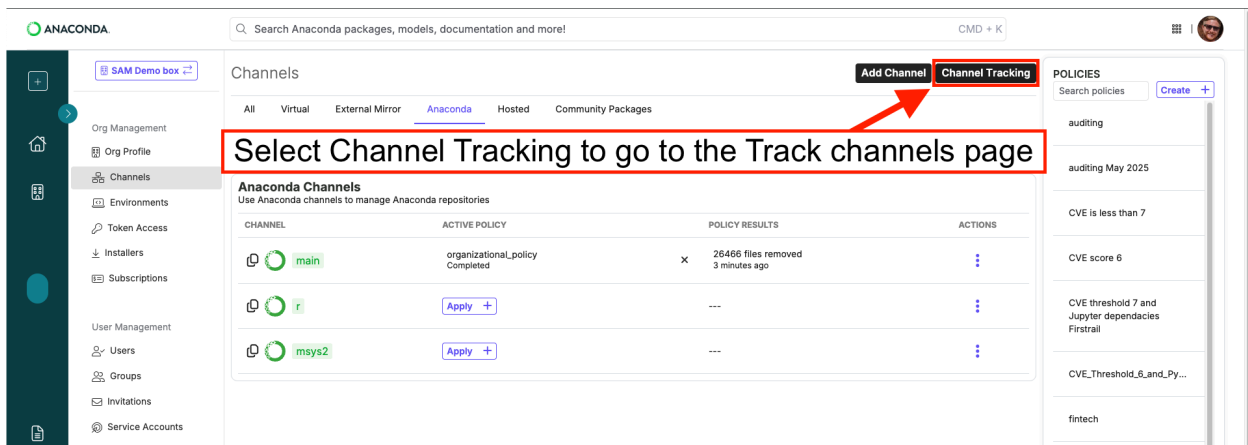 ANACONDA.
Search Anaconda packages, models, documentation and more!
CMD + K
SAM Demo box
Org Management
Org Profile
Channels
Environments
Token Access
Installers
Subscriptions
User Management
Users
Groups
Invitations
Service Accounts
Channels
Add Channel
Channel Tracking
All Virtual External Mirror Anaconda Hosted Community Packages
Select Channel Tracking to go to the Track channels page
Anaconda Channels
Use Anaconda channels to manage Anaconda repositories
CHANNEL ACTIVE POLICY POLICY RESULTS ACTIONS
main organizational_policy 26466 files removed
Completed 3 minutes ago
r Apply + ---
msys2 Apply + ---
POLICIES
Search policies Create +
auditing
auditing May 2025
CVE is less than 7
CVE score 6
CVE threshold 7 and
Jupyter dependacies
Firstrail
CVE_Threshold_6_and_Py...
fintech